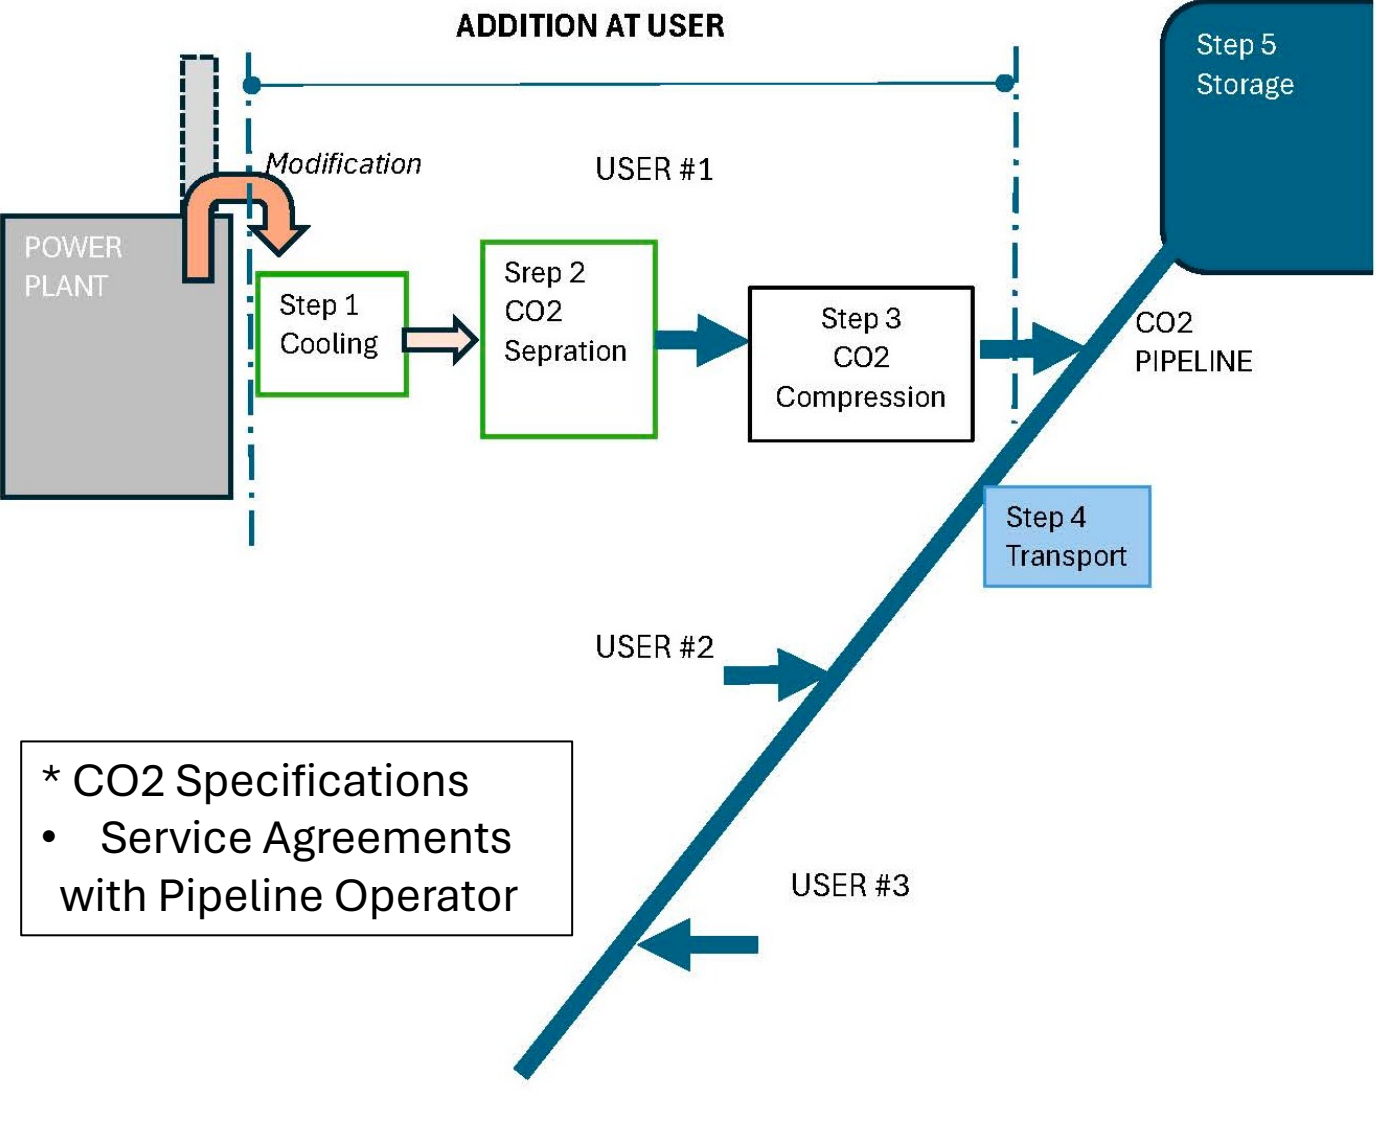 ADDITION AT USER
Step 5
Storage
Modification
USER #1
POWER
PLANT
Step 1
Cooling
Srep 2
CO2
Sepration
Step 3
CO2
Compression
CO2
PIPELINE
Step 4
Transport
USER #2
* CO2 Specifications
• Service Agreements
with Pipeline Operator
USER #3